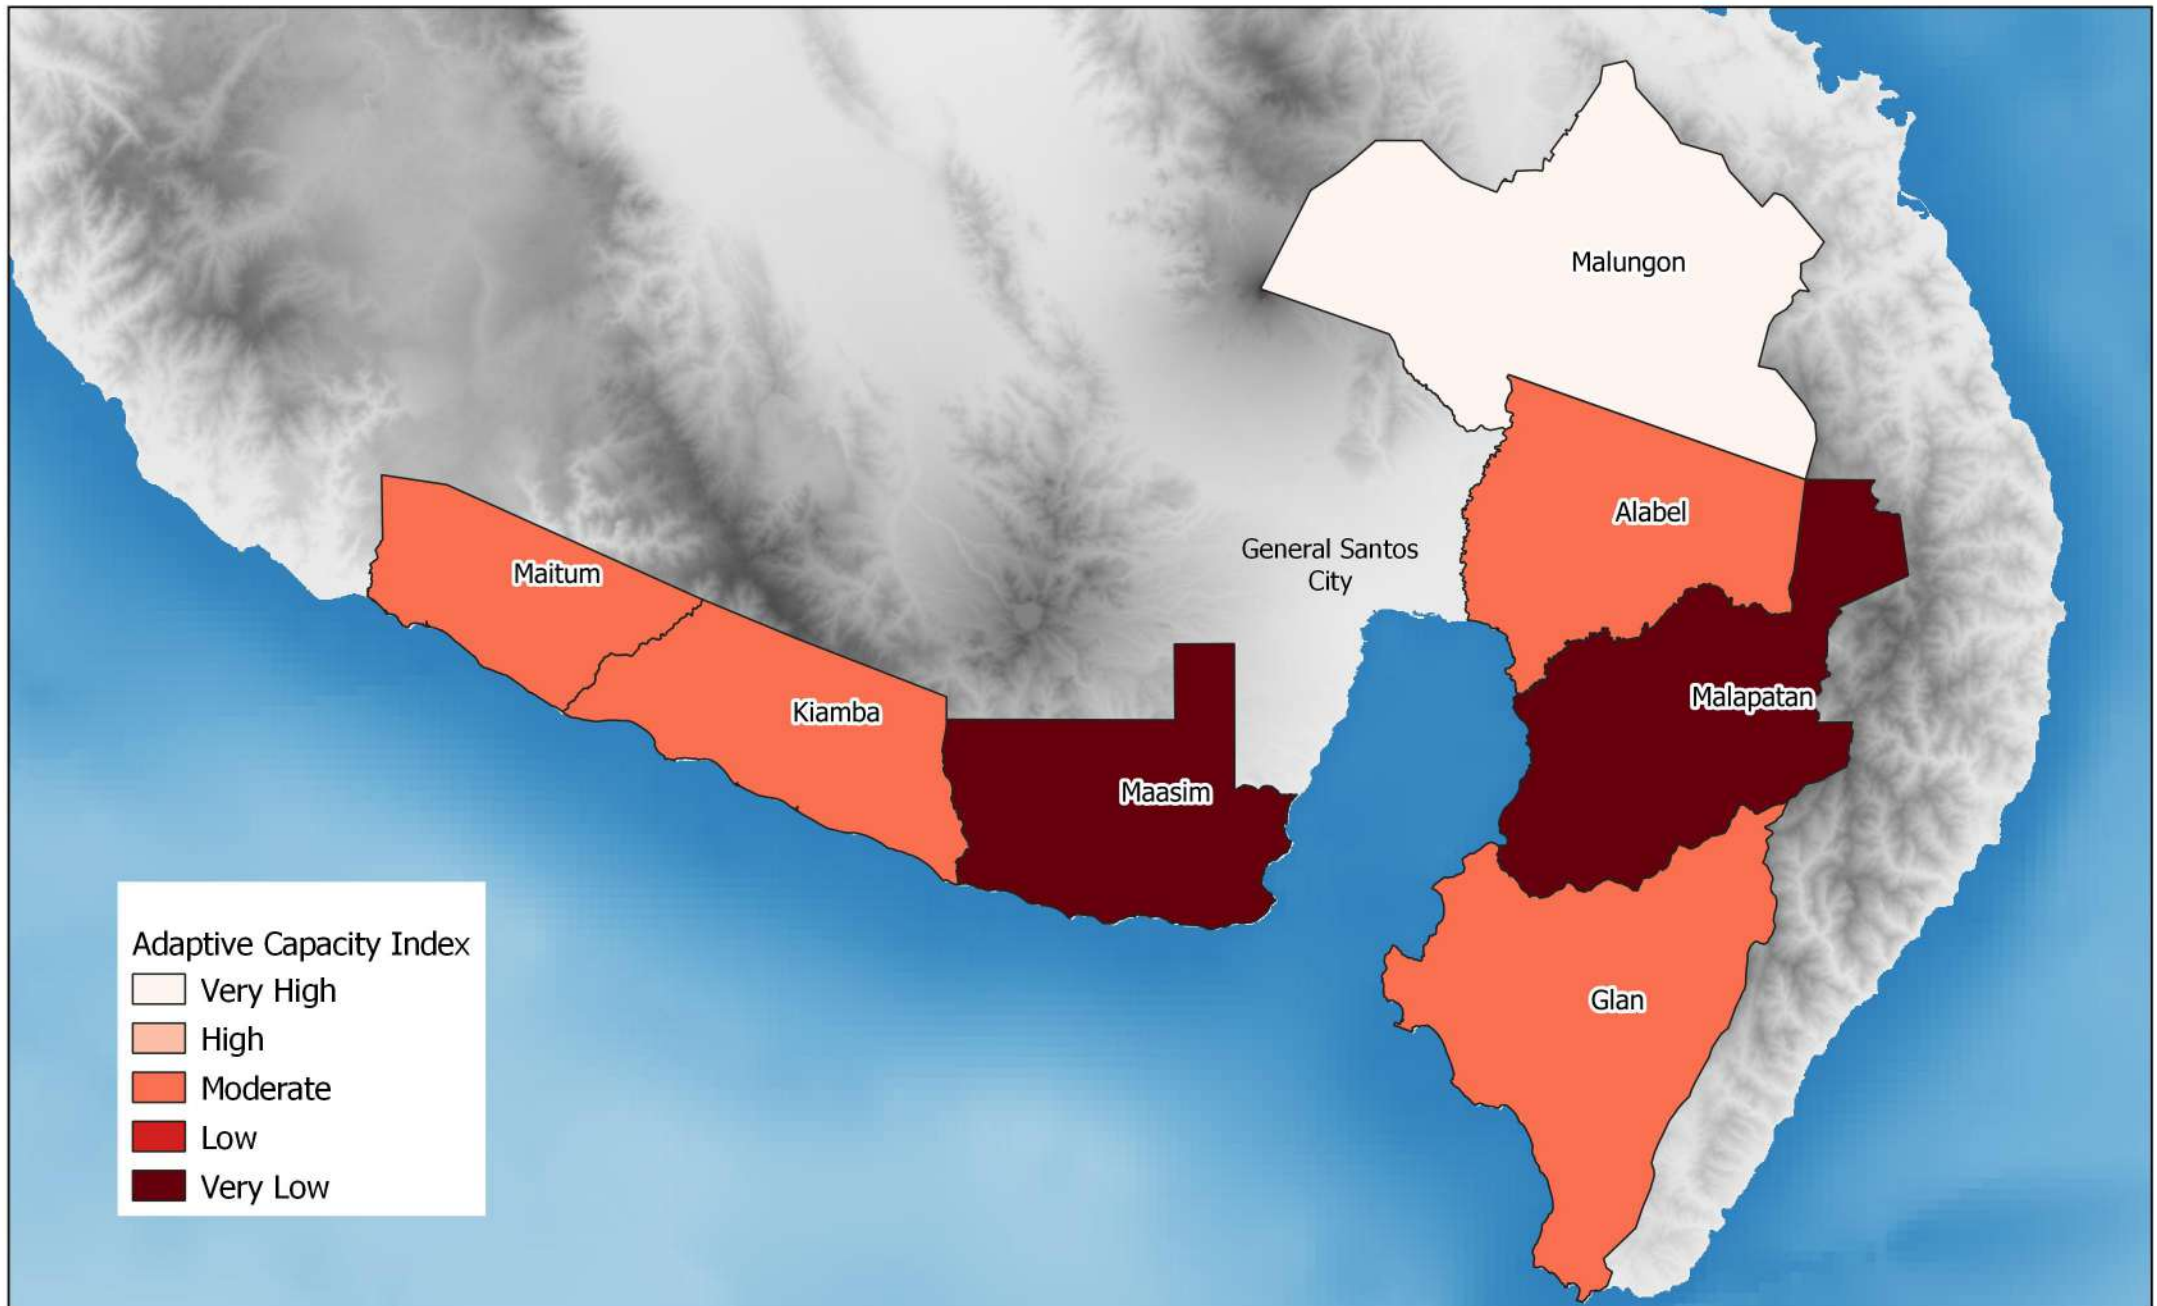 Malungon
Alabel
General Santos
City
Maitum
Malapatan
Kiamba
Maasim
Glan
Adaptive Capacity Index
Very High
High
Moderate
Low
Very Low